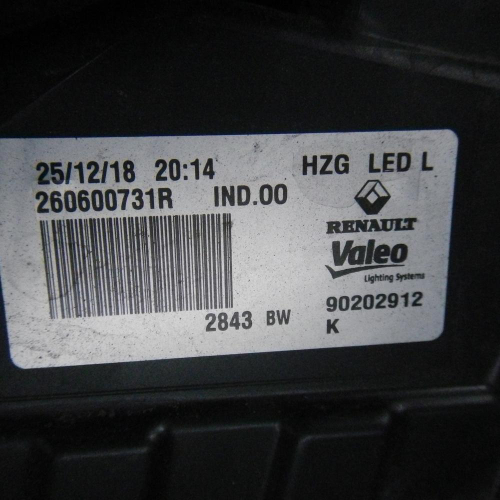 25/12/18 20:14 HZG LED L
260600731R IND.00
RENAULT
Valeo
Lighting Systems
90202912
2843 BW K